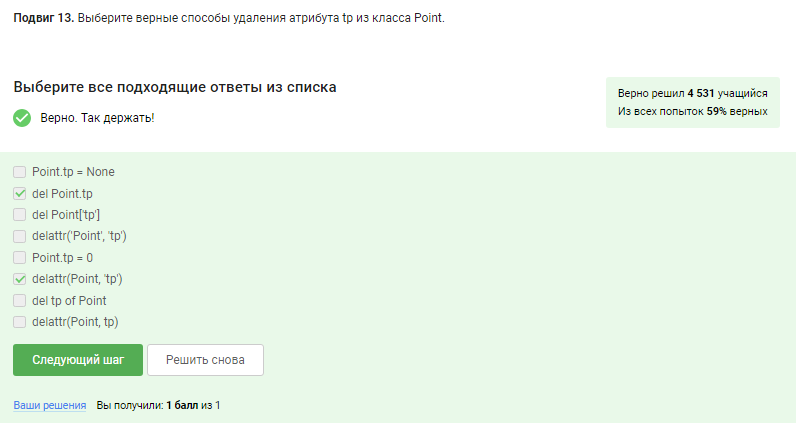 Подвиг 13. Выберите верные способы удаления атрибута tp из класса Point.
Выберите все подходящие ответы из списка
Верно. Так держать!
Верно решил 4 531 учащийся
Из всех попыток 59% верных
Point.tp = None
del Point.tp
del Point['tp']
delattr('Point', 'tp')
Point.tp = 0
delattr(Point, 'tp')
del tp of Point
delattr(Point, tp)
Следующий шаг
Решить снова
Ваши решения Вы получили: 1 балл из 1